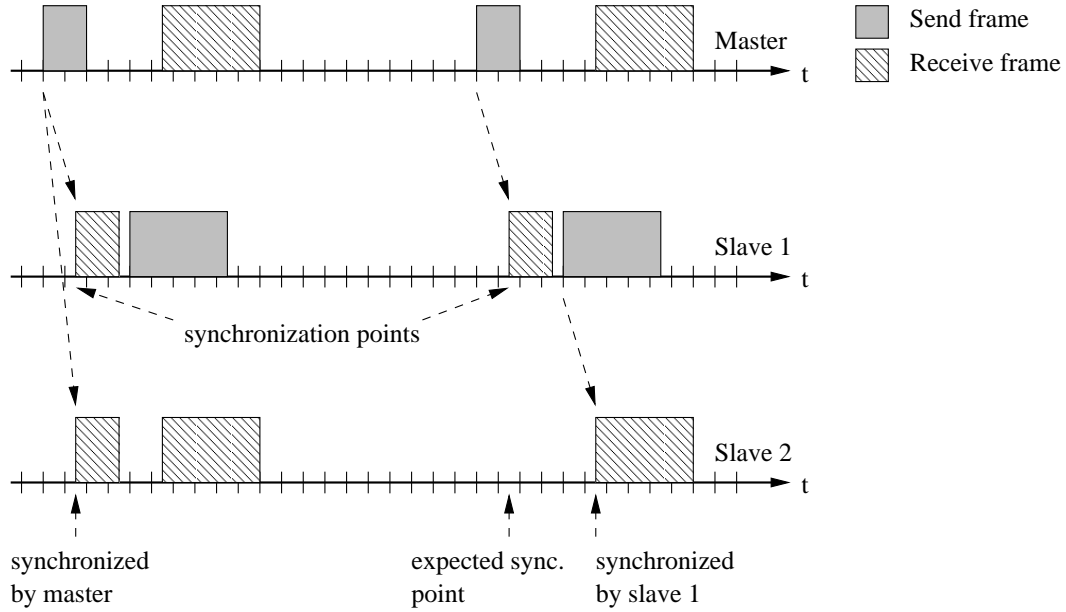 Send frame
Master
Receive frame
t
Slave 1
t
synchronization points
Slave 2
t
synchronized
by master
expected sync.
point
synchronized
by slave 1